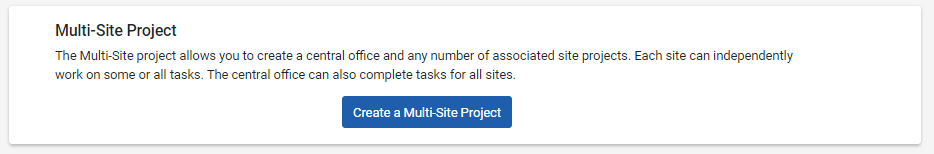 Multi-Site Project
The Multi-Site project allows you to create a central office and any number of associated site projects. Each site can independently
work on some or all tasks. The central office can also complete tasks for all sites.
Create a Multi-Site Project